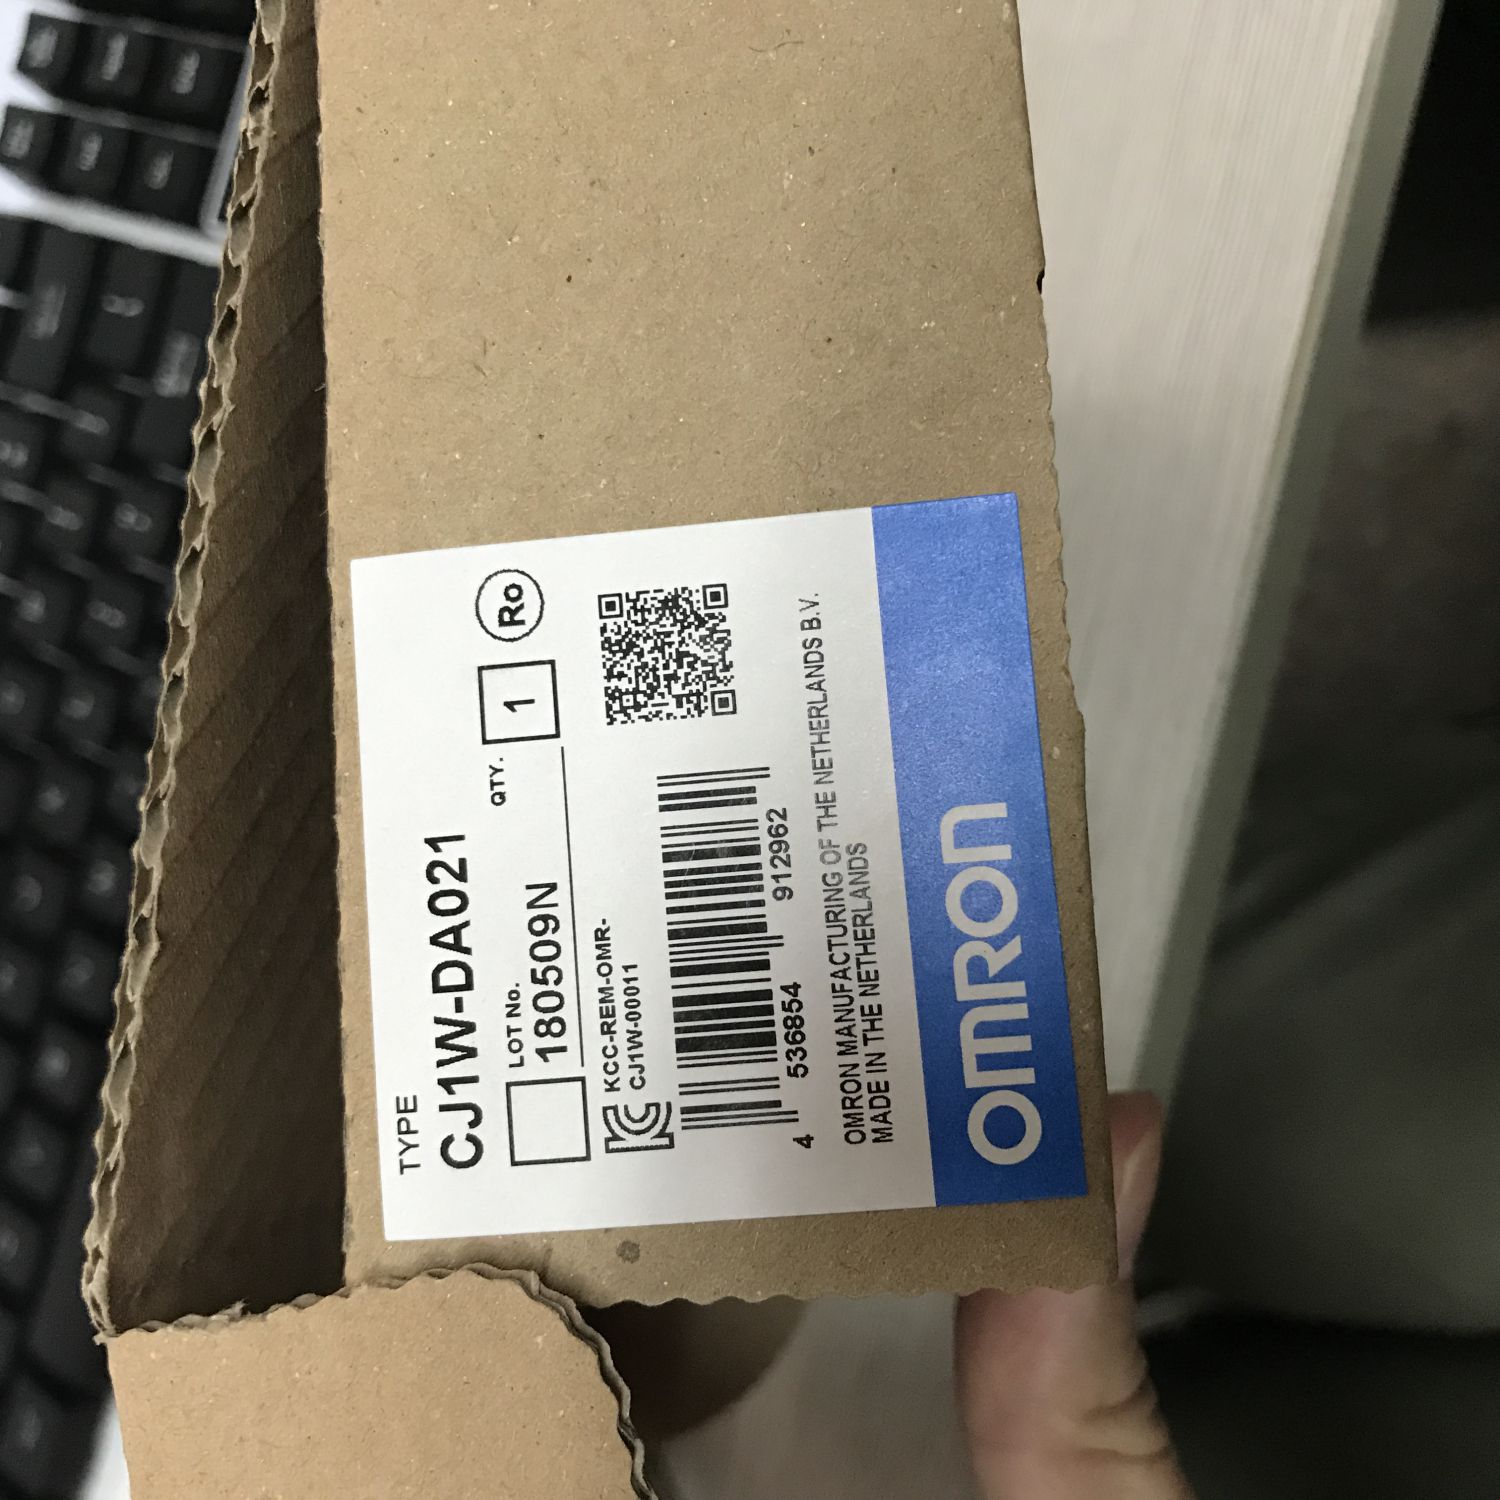 TYPE
CJ1W-DA021
LOT No.
180509N
QTY.
1
Ro
KCC-REM-OMR-
CJ1W-00011
4 536854 912962
OMRON MANUFACTURING OF THE NETHERLANDS B.V.
MADE IN THE NETHERLANDS
OMRON